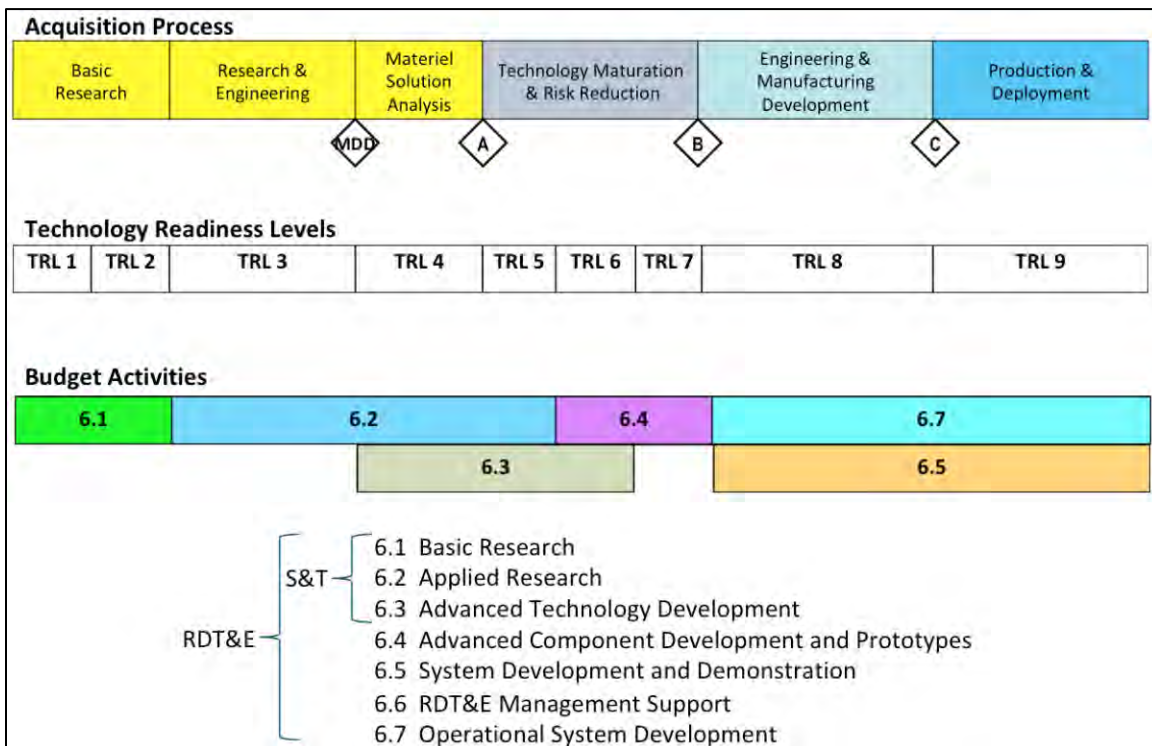 Acquisition Process
Basic
Research
Research &
Engineering
Materiel
Solution
Analysis
Technology Maturation
& Risk Reduction
Engineering &
Manufacturing
Development
Production &
Deployment
MDD
A
B
C
Technology Readiness Levels
TRL 1
TRL 2
TRL 3
TRL 4
TRL 5
TRL 6
TRL 7
TRL 8
TRL 9
Budget Activities
6.1
6.2
6.4
6.7
6.3
6.5
RDT&E
S&T
6.1 Basic Research
6.2 Applied Research
6.3 Advanced Technology Development
6.4 Advanced Component Development and Prototypes
6.5 System Development and Demonstration
6.6 RDT&E Management Support
6.7 Operational System Development